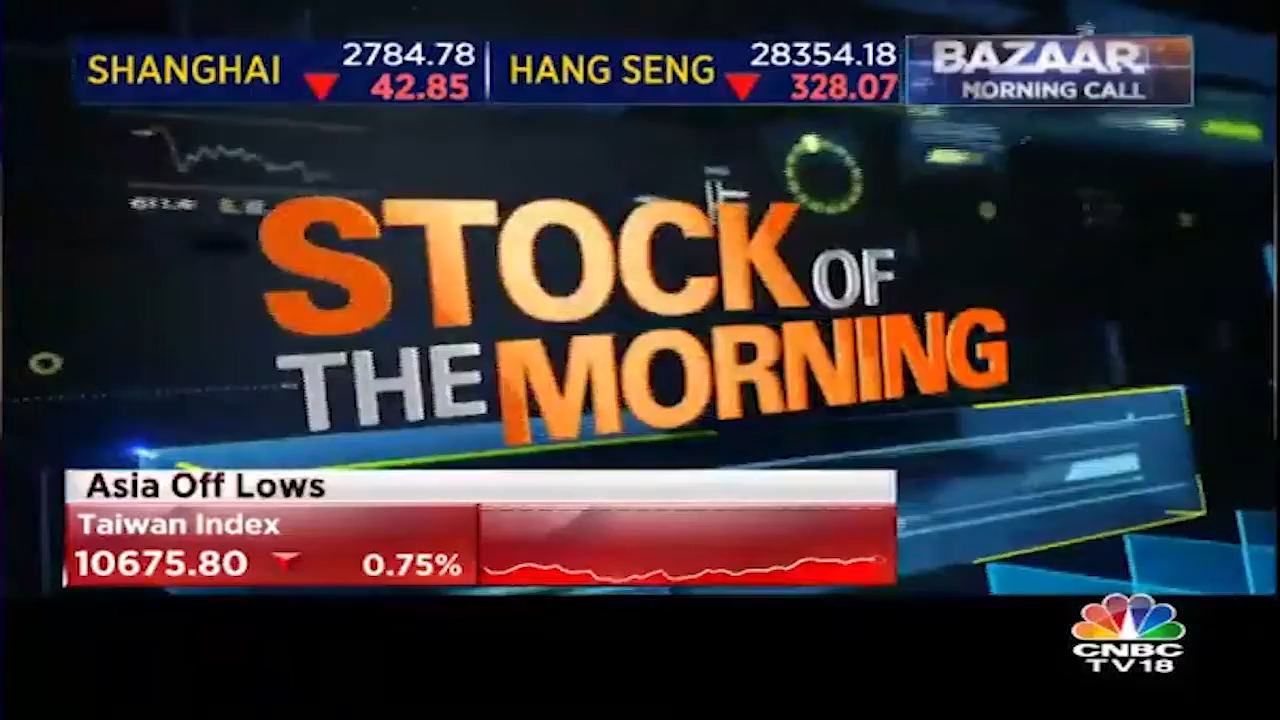 SHANGHAI 2784.78 HANG SENG 28354.18 BAZAAR
42.85 328.07 MORNING CALL
STOCK OF
THE MORNING
Asia Off Lows
Taiwan Index
10675.80 0.75%
CNBC
TV18